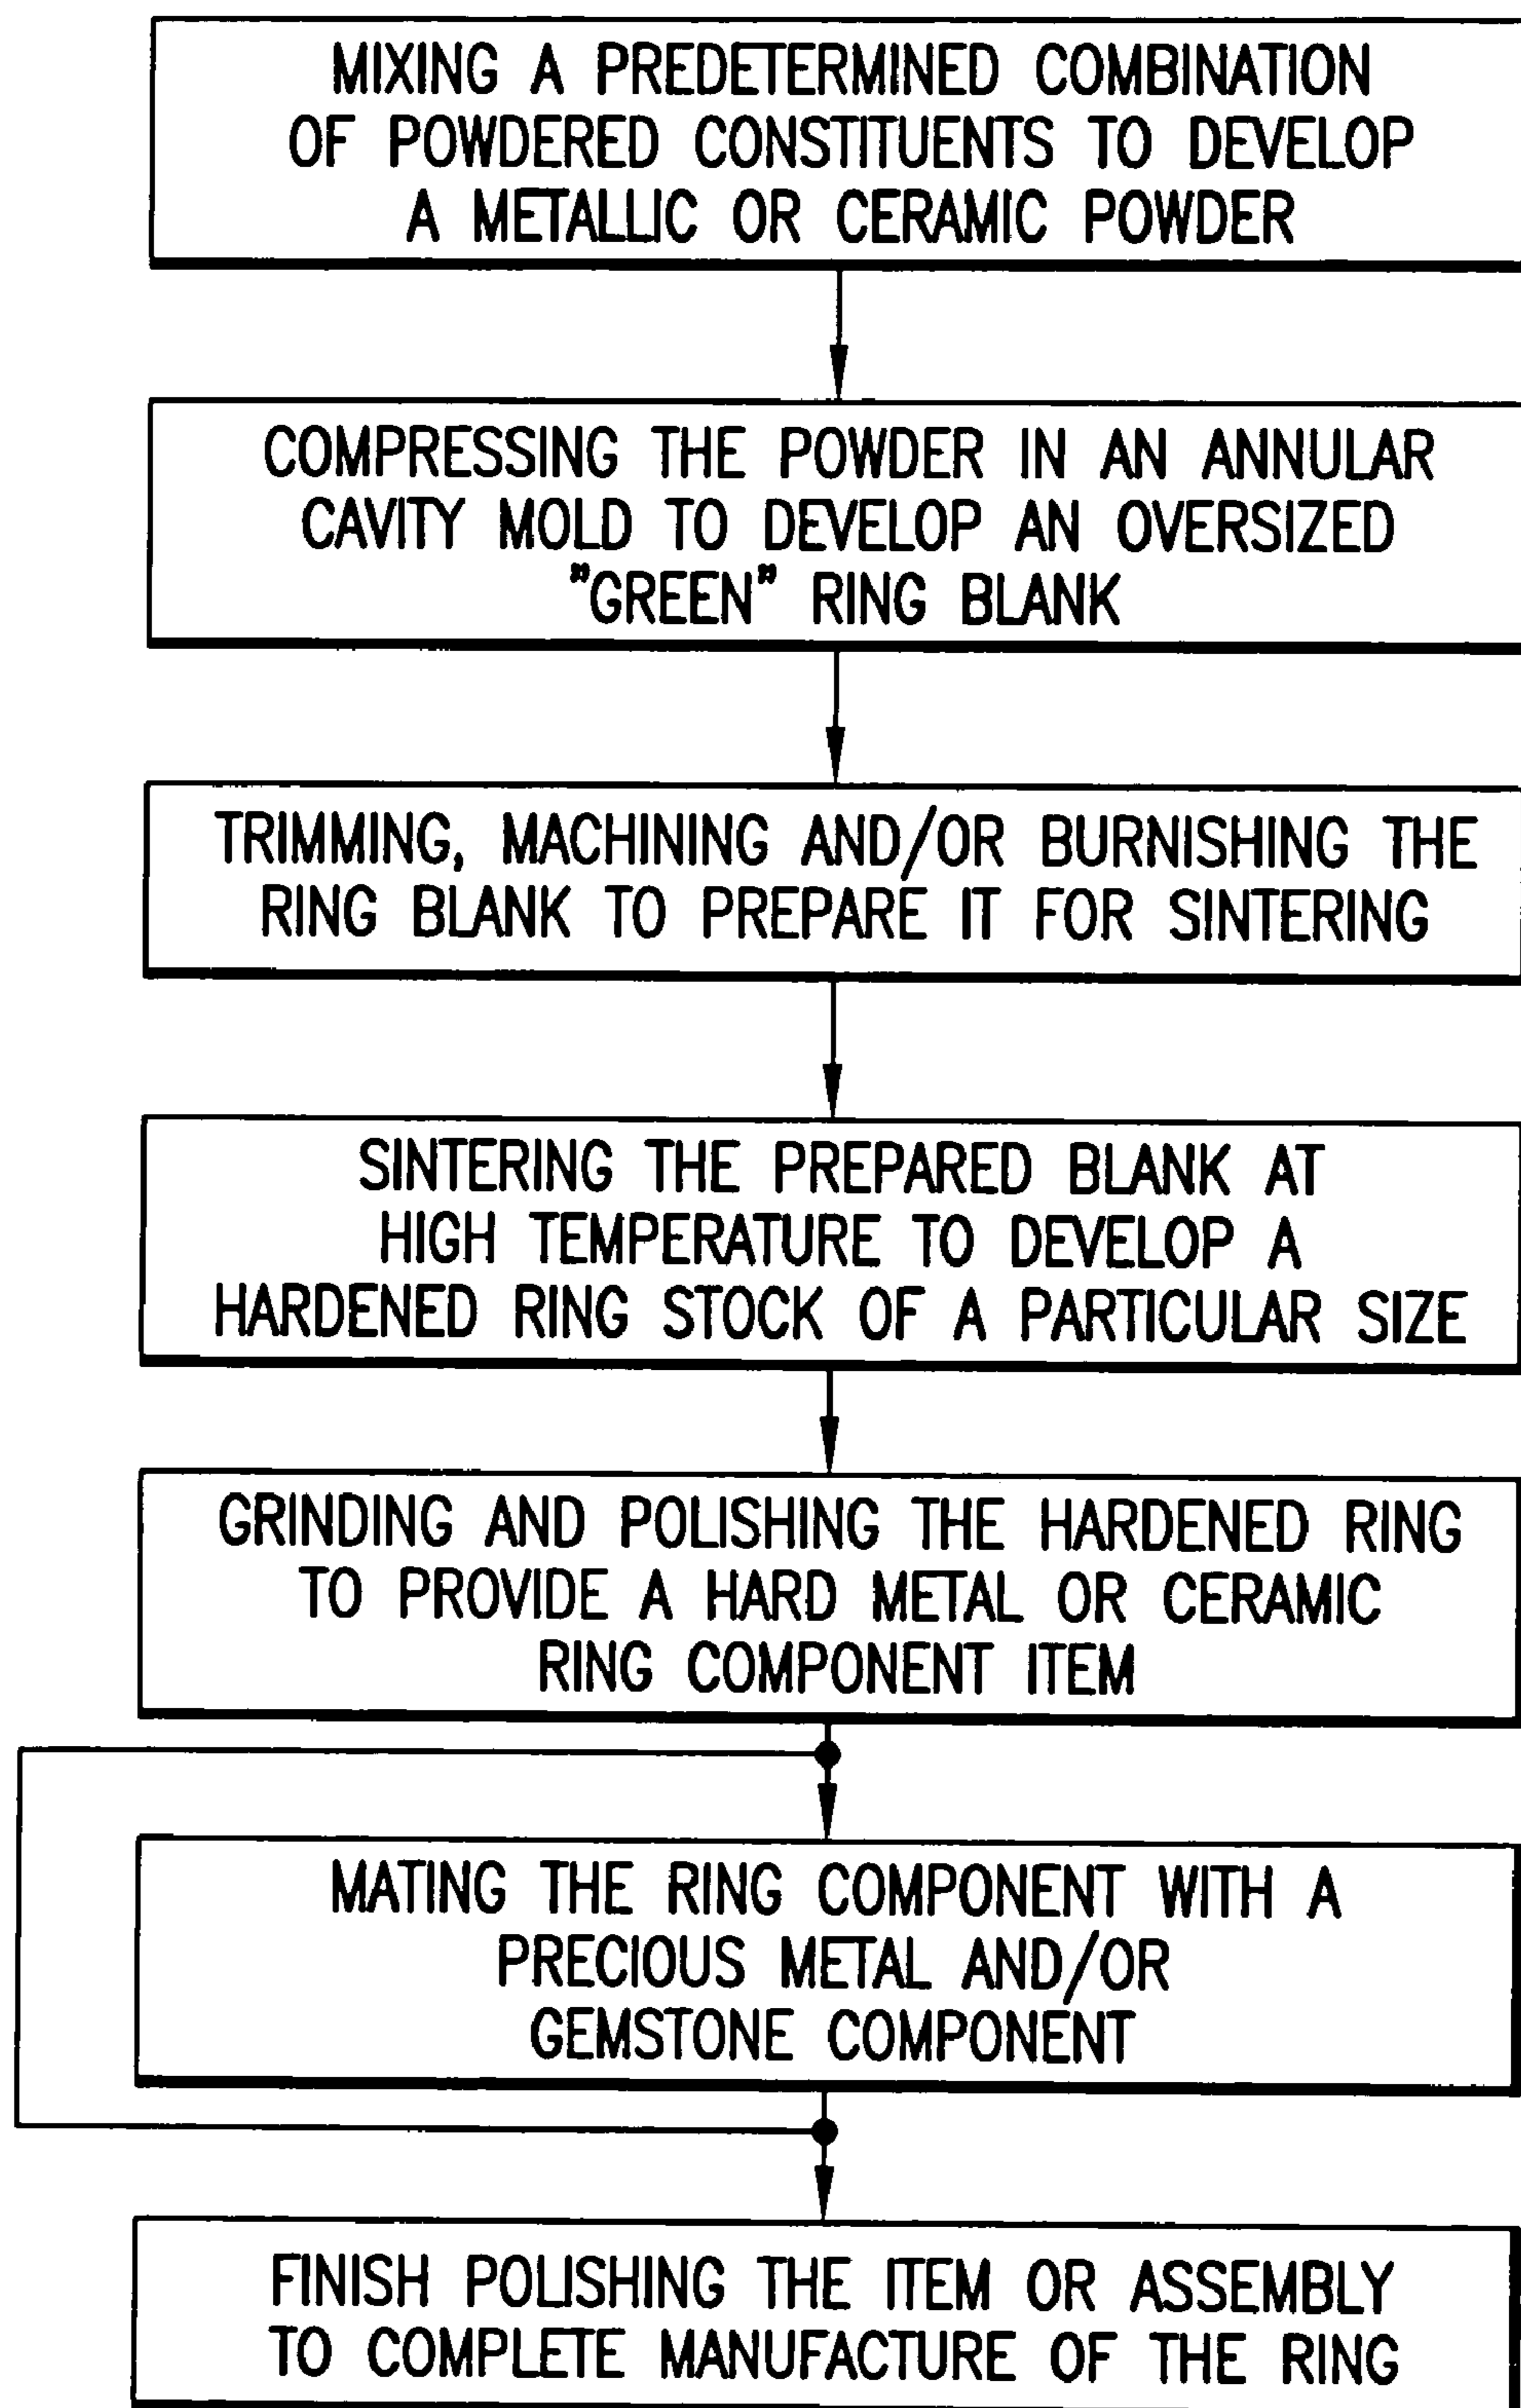 MIXING A PREDETERMINED COMBINATION
OF POWDERED CONSTITUENTS TO DEVELOP
A METALLIC OR CERAMIC POWDER
COMPRESSING THE POWDER IN AN ANNULAR
CAVITY MOLD TO DEVELOP AN OVERSIZED
"GREEN" RING BLANK
TRIMMING, MACHINING AND/OR BURNISHING THE
RING BLANK TO PREPARE IT FOR SINTERING
SINTERING THE PREPARED BLANK AT
HIGH TEMPERATURE TO DEVELOP A
HARDENED RING STOCK OF A PARTICULAR SIZE
GRINDING AND POLISHING THE HARDENED RING
TO PROVIDE A HARD METAL OR CERAMIC
RING COMPONENT ITEM
MATING THE RING COMPONENT WITH A
PRECIOUS METAL AND/OR
GEMSTONE COMPONENT
FINISH POLISHING THE ITEM OR ASSEMBLY
TO COMPLETE MANUFACTURE OF THE RING